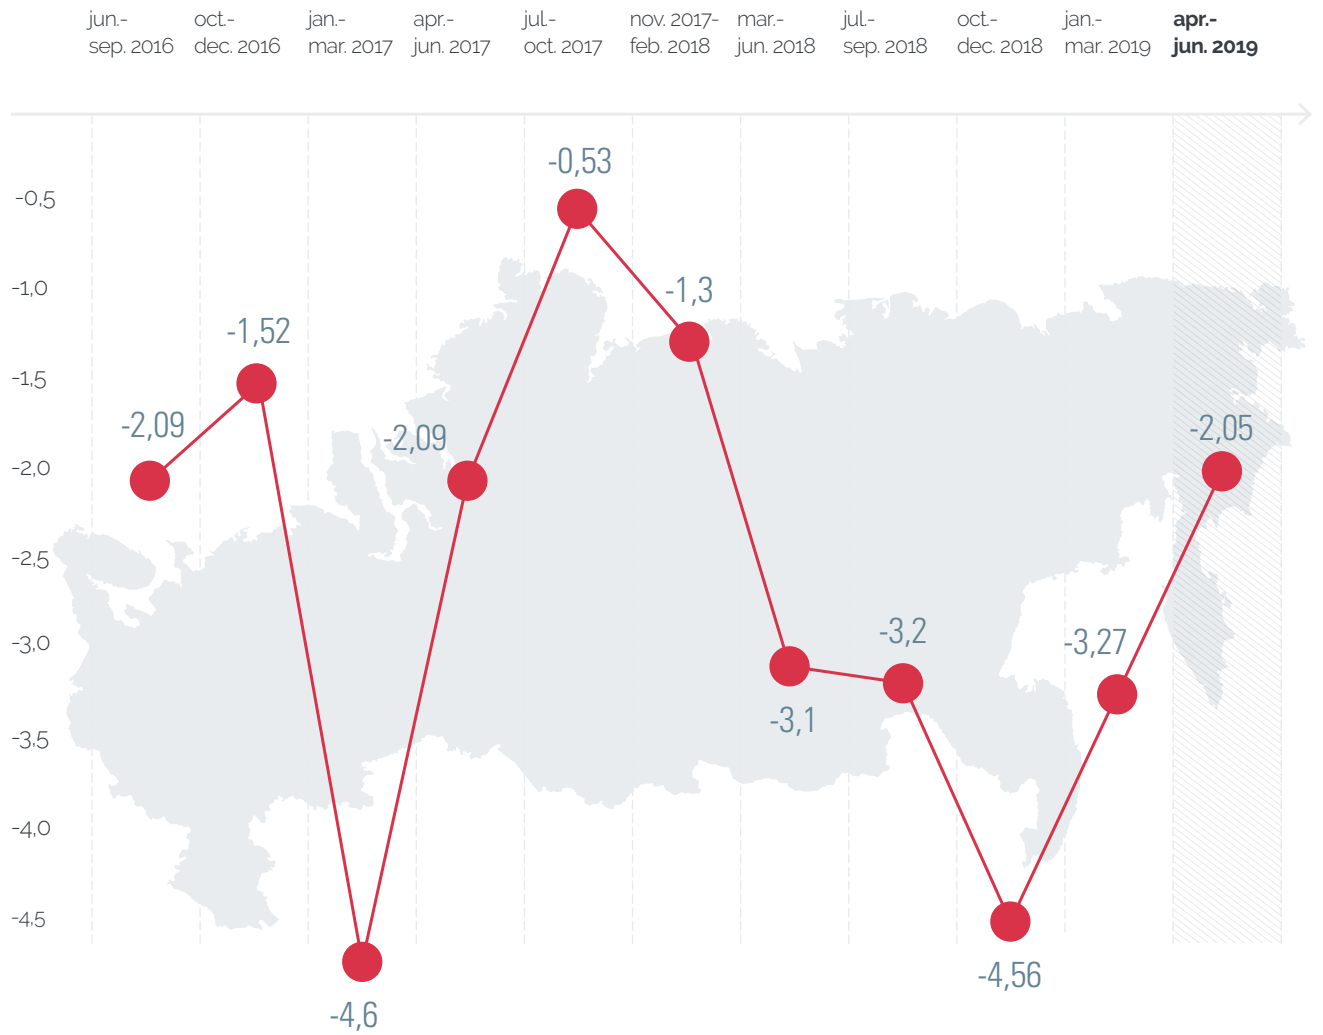 jun.-
sep. 2016
oct.-
dec. 2016
jan.-
mar. 2017
apr.-
jun. 2017
jul.-
oct. 2017
nov. 2017-
feb. 2018
mar.-
jun. 2018
jul.-
sep. 2018
oct.-
dec. 2018
jan.-
mar. 2019
apr.-
jun. 2019
-0,5
-1,0
-1,5
-2,0
-2,5
-3,0
-3,5
-4,0
-4,5
-2,09
-1,52
-4,6
-2,09
-0,53
-1,3
-3,1
-3,2
-4,56
-3,27
-2,05